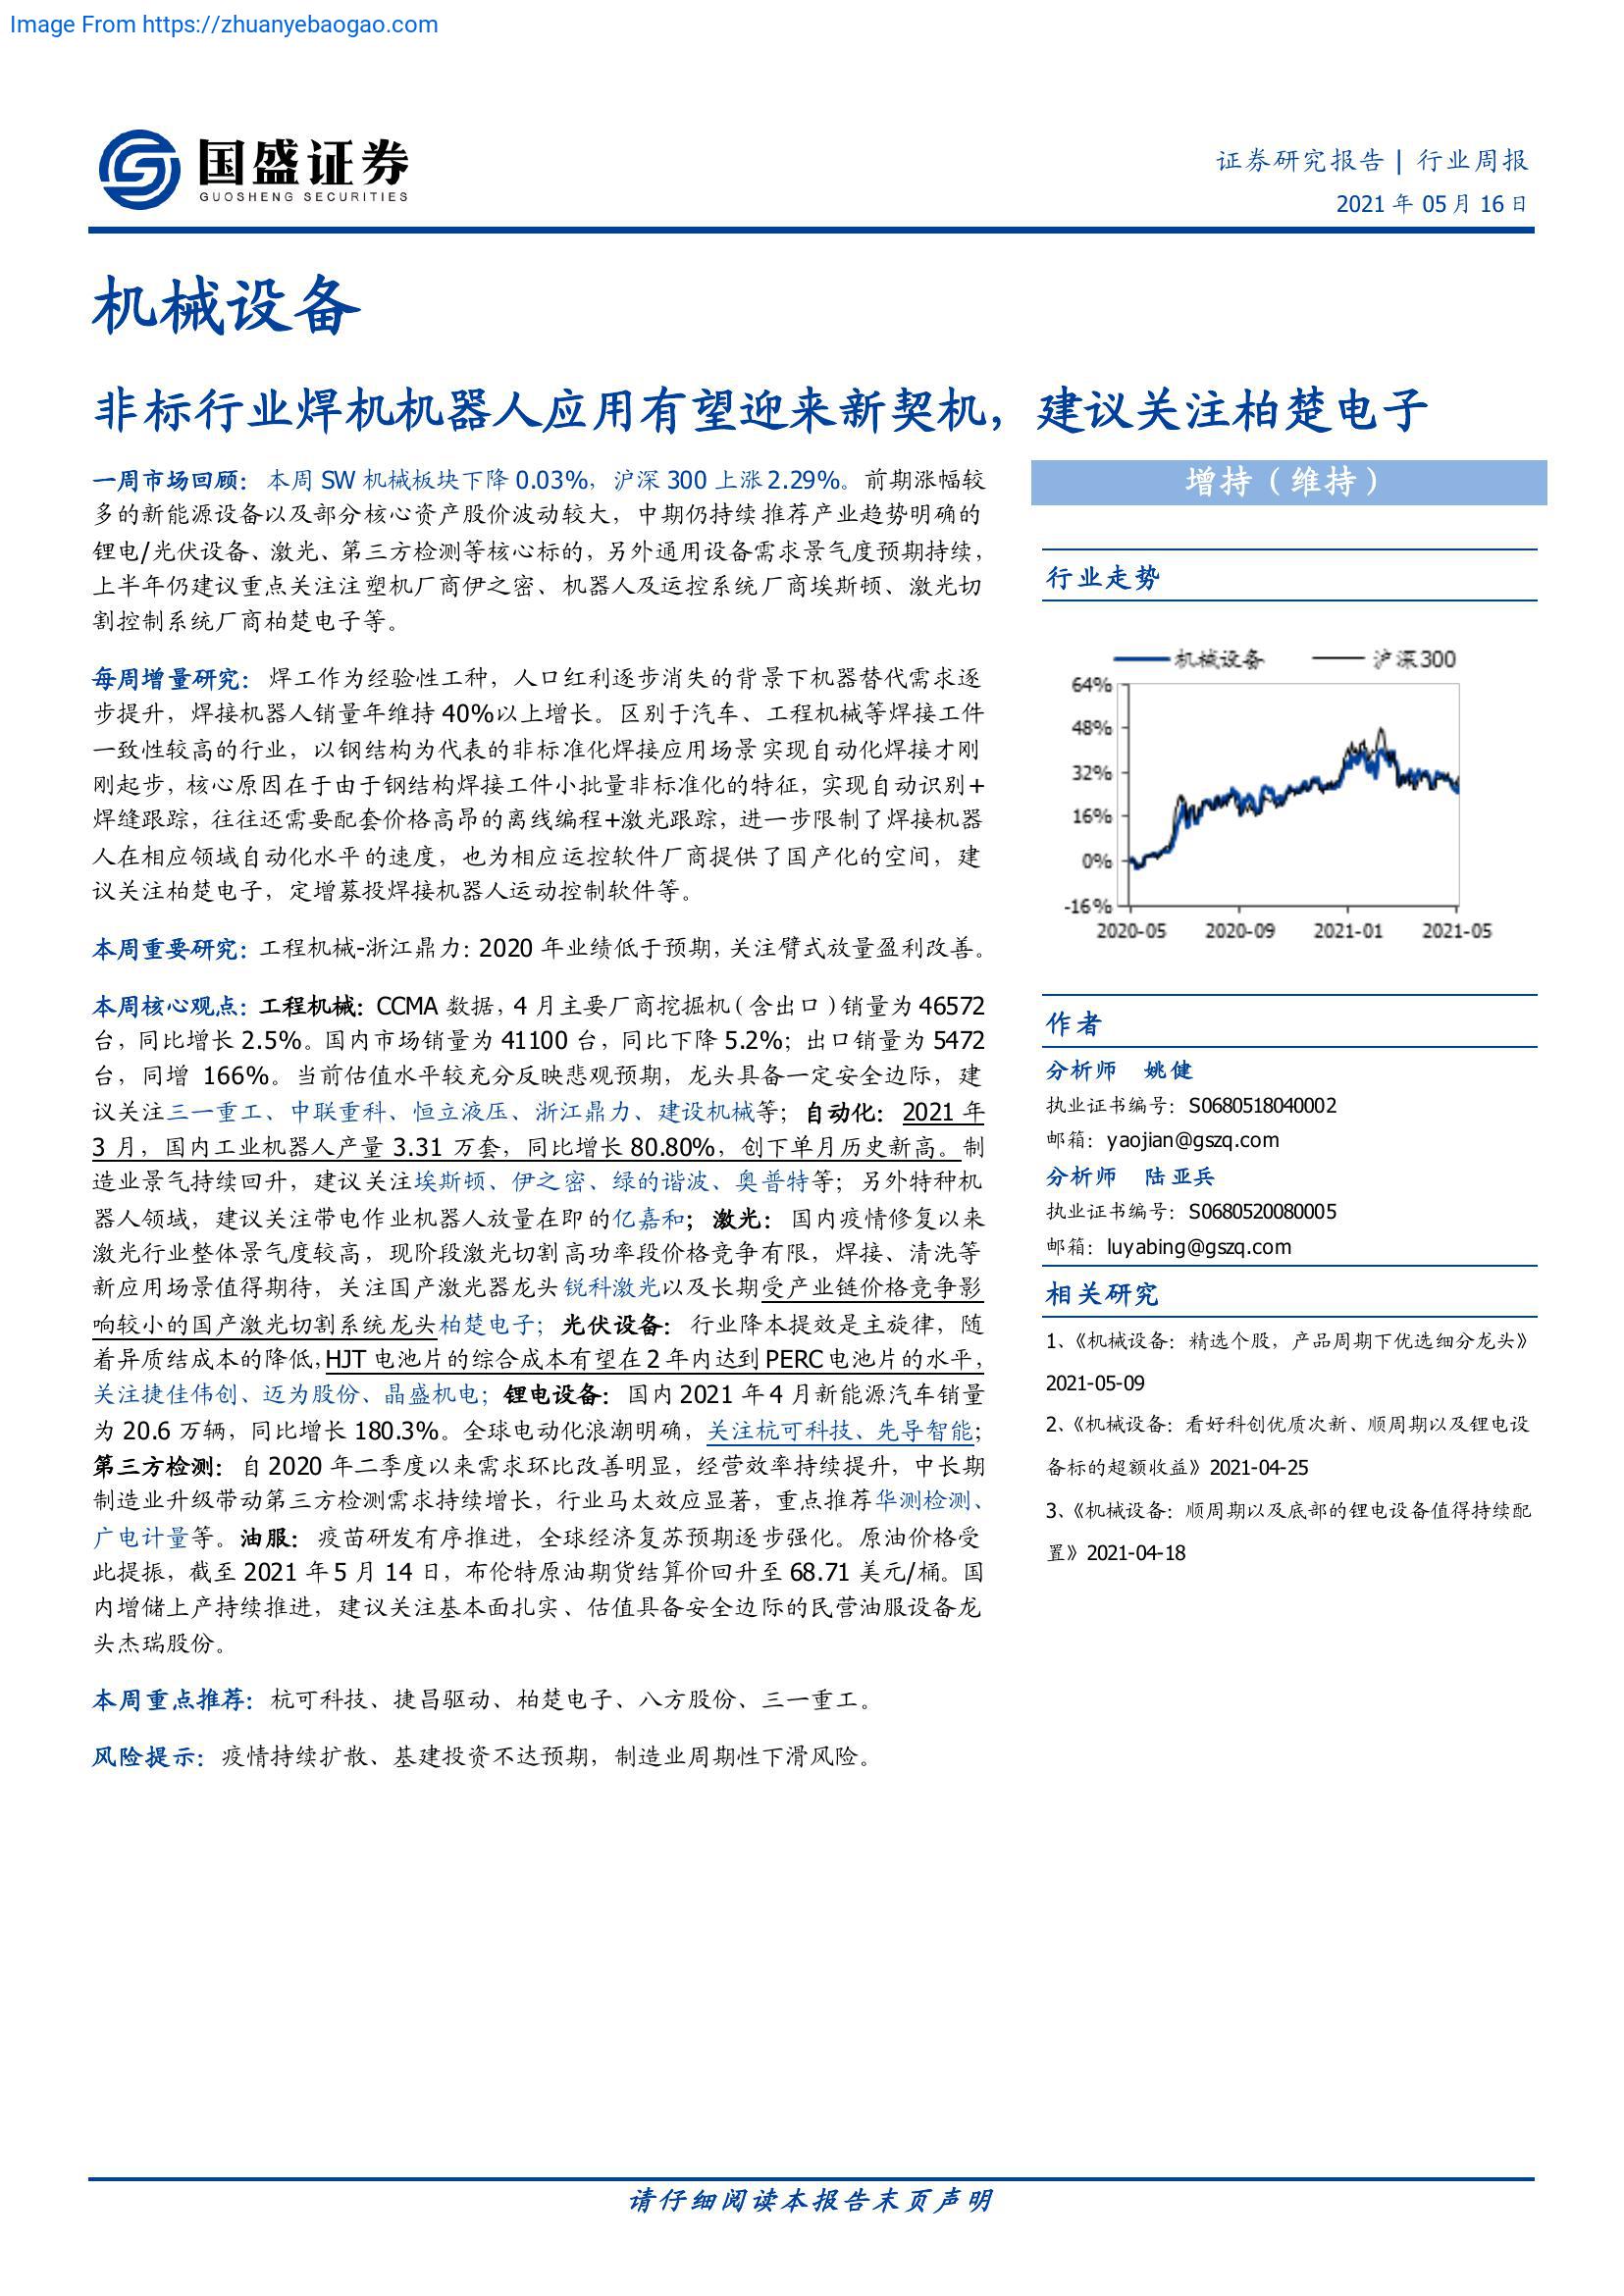 Image From https://zhuanyebaogao.com
国盛证券
GUOSHENG SECURITIES
证券研究报告 | 行业周报
2021 年 05 月 16 日
机械设备
非标行业焊机机器人应用有望迎来新契机，建议关注柏楚电子
一周市场回顾：本周 SW 机械板块下降 0.03%，沪深 300 上涨 2.29%。前期涨幅较
多的新能源设备以及部分核心资产股价波动较大，中期仍持续推荐产业趋势明确的
锂电/光伏设备、激光、第三方检测等核心标的，另外通用设备需求景气度预期持续，
上半年仍建议重点关注注塑机厂商伊之密、机器人及运控系统厂商埃斯顿、激光切
割控制系统厂商柏楚电子等。
每周增量研究：焊工作为经验性工种，人口红利逐步消失的背景下机器替代需求逐
步提升，焊接机器人销量年维持 40%以上增长。区别于汽车、工程机械等焊接工件
一致性较高的行业，以钢结构为代表的非标准化焊接应用场景实现自动化焊接才刚
刚起步，核心原因在于由于钢结构焊接工件小批量非标准化的特征，实现自动识别+
焊缝跟踪，往往还需要配套价格高昂的离线编程+激光跟踪，进一步限制了焊接机器
人在相应领域自动化水平的速度，也为相应运控软件厂商提供了国产化的空间，建
议关注柏楚电子，定增募投焊接机器人运动控制软件等。
本周重要研究：工程机械-浙江鼎力：2020 年业绩低于预期，关注臂式放量盈利改善。
本周核心观点：工程机械：CCMA 数据，4 月主要厂商挖掘机（含出口）销量为 46572
台，同比增长 2.5%。国内市场销量为 41100 台，同比下降 5.2%；出口销量为 5472
台，同增 166%。当前估值水平较充分反映悲观预期，龙头具备一定安全边际，建
议关注三一重工、中联重科、恒立液压、浙江鼎力、建设机械等；自动化：2021 年
3 月，国内工业机器人产量 3.31 万套，同比增长 80.80%，创下单月历史新高。制
造业景气持续回升，建议关注埃斯顿、伊之密、绿的谐波、奥普特等；另外特种机
器人领域，建议关注带电作业机器人放量在即的亿嘉和；激光：国内疫情修复以来
激光行业整体景气度较高，现阶段激光切割高功率段价格竞争有限，焊接、清洗等
新应用场景值得期待，关注国产激光器龙头锐科激光以及长期受产业链价格竞争影
响较小的国产激光切割系统龙头柏楚电子；光伏设备：行业降本提效是主旋律，随
着异质结成本的降低，HJT 电池片的综合成本有望在 2 年内达到 PERC 电池片的水平，
关注捷佳伟创、迈为股份、晶盛机电；锂电设备：国内 2021 年 4 月新能源汽车销量
为 20.6 万辆，同比增长 180.3%。全球电动化浪潮明确，关注杭可科技、先导智能；
第三方检测：自 2020 年二季度以来需求环比改善明显，经营效率持续提升，中长期
制造业升级带动第三方检测需求持续增长，行业马太效应显著，重点推荐华测检测、
广电计量等。油服：疫苗研发有序推进，全球经济复苏预期逐步强化。原油价格受
此提振，截至 2021 年 5 月 14 日，布伦特原油期货结算价回升至 68.71 美元/桶。国
内增储上产持续推进，建议关注基本面扎实、估值具备安全边际的民营油服设备龙
头杰瑞股份。
本周重点推荐：杭可科技、捷昌驱动、柏楚电子、八方股份、三一重工。
风险提示：疫情持续扩散、基建投资不达预期，制造业周期性下滑风险。
增持（维持）
行业走势
机械设备 沪深300
64%
48%
32%
16%
0%
-16%
2020-05 2020-09 2021-01 2021-05
作者
分析师 姚健
执业证书编号：S0680518040002
邮箱：yaojian@gszq.com
分析师 陆亚兵
执业证书编号：S0680520080005
邮箱：luyabing@gszq.com
相关研究
1、《机械设备：精选个股，产品周期下优选细分龙头》
2021-05-09
2、《机械设备：看好科创优质次新、顺周期以及锂电设
备标的超额收益》2021-04-25
3、《机械设备：顺周期以及底部的锂电设备值得持续配
置》2021-04-18
请仔细阅读本报告末页声明